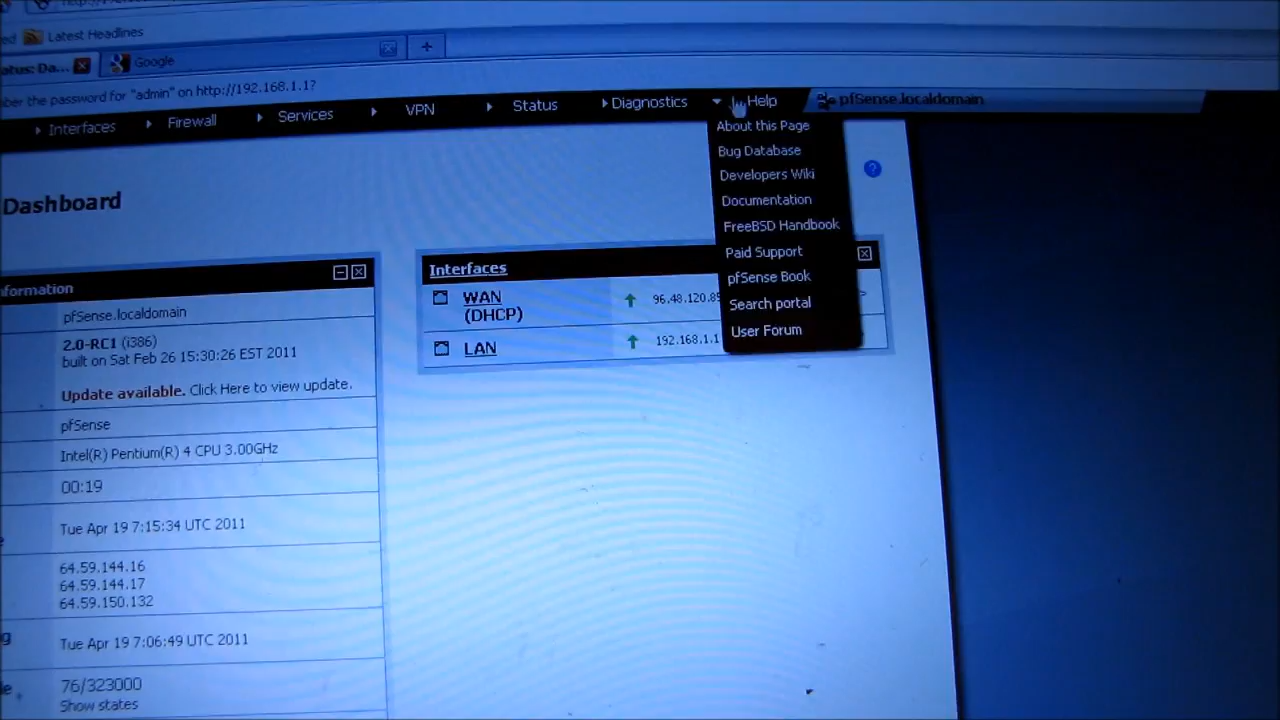 Latest Headlines
atus: Da...
Google
ber the password for "admin" on http://192.168.1.1?
Interfaces
Firewall
Services
VPN
Status
Diagnostics
Help
pfSense.localdomain
About this Page
Bug Database
Developers Wiki
Documentation
FreeBSD Handbook
Paid Support
pfSense Book
Search portal
User Forum
Dashboard
nformation
pfSense.localdomain
2.0-RC1 (i386)
built on Sat Feb 26 15:30:26 EST 2011
Update available. Click Here to view update.
pfSense
Intel(R) Pentium(R) 4 CPU 3.00GHz
00:19
Tue Apr 19 7:15:34 UTC 2011
64.59.144.16
64.59.144.17
64.59.150.132
Tue Apr 19 7:06:49 UTC 2011
76/323000
Show states
Interfaces
WAN
(DHCP)
96.48.120.8
LAN
192.168.1.1